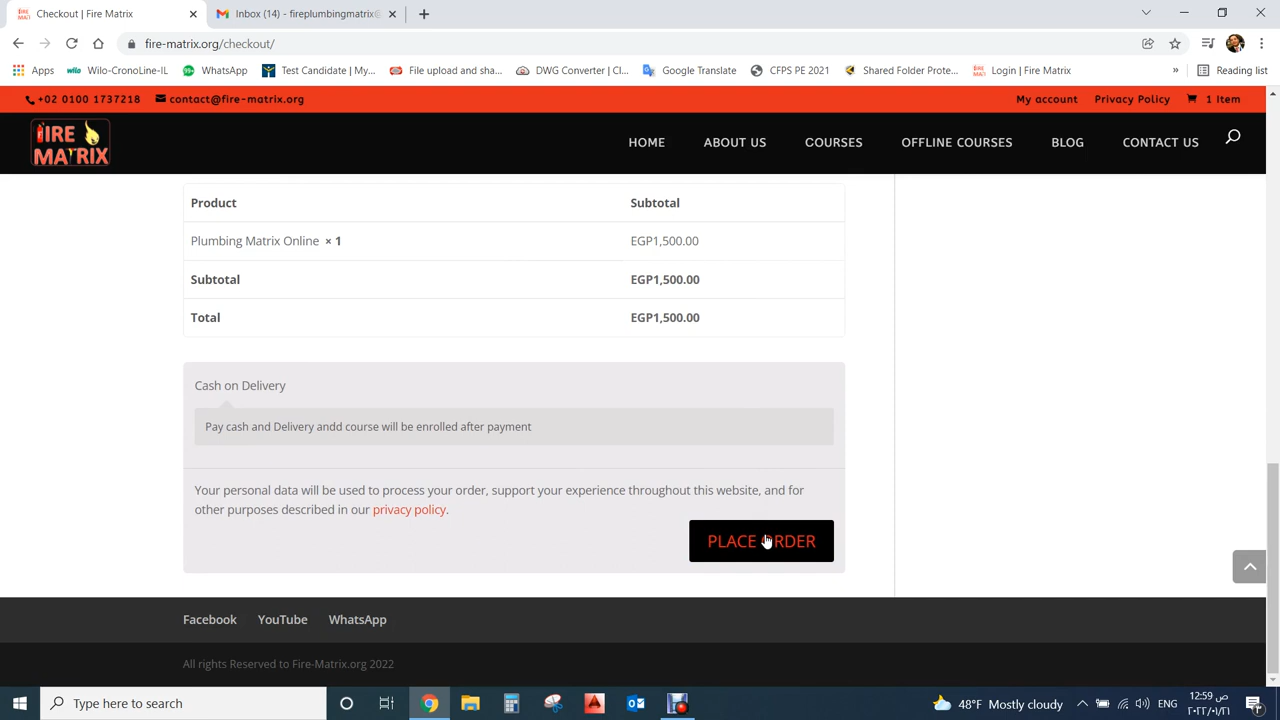 Checkout | Fire Matrix
Inbox (14) - fireplumbingmatrix@
fire-matrix.org/checkout/
Apps
wilo Wilo-CronoLine-IL
99+ WhatsApp
Test Candidate | My...
File upload and sha...
DWG Converter | Cl...
Google Translate
CFPS PE 2021
Shared Folder Prote...
Login | Fire Matrix
»
Reading list
+02 0100 1737218
contact@fire-matrix.org
My account
Privacy Policy
1 Item
FIRE
MATRIX
HOME
ABOUT US
COURSES
OFFLINE COURSES
BLOG
CONTACT US
Product Subtotal
Plumbing Matrix Online × 1 EGP1,500.00
Subtotal EGP1,500.00
Total EGP1,500.00
Cash on Delivery
Pay cash and Delivery andd course will be enrolled after payment
Your personal data will be used to process your order, support your experience throughout this website, and for
other purposes described in our privacy policy.
PLACE ORDER
Facebook YouTube WhatsApp
All rights Reserved to Fire-Matrix.org 2022
Type here to search
48°F Mostly cloudy
ENG
12:59 ص